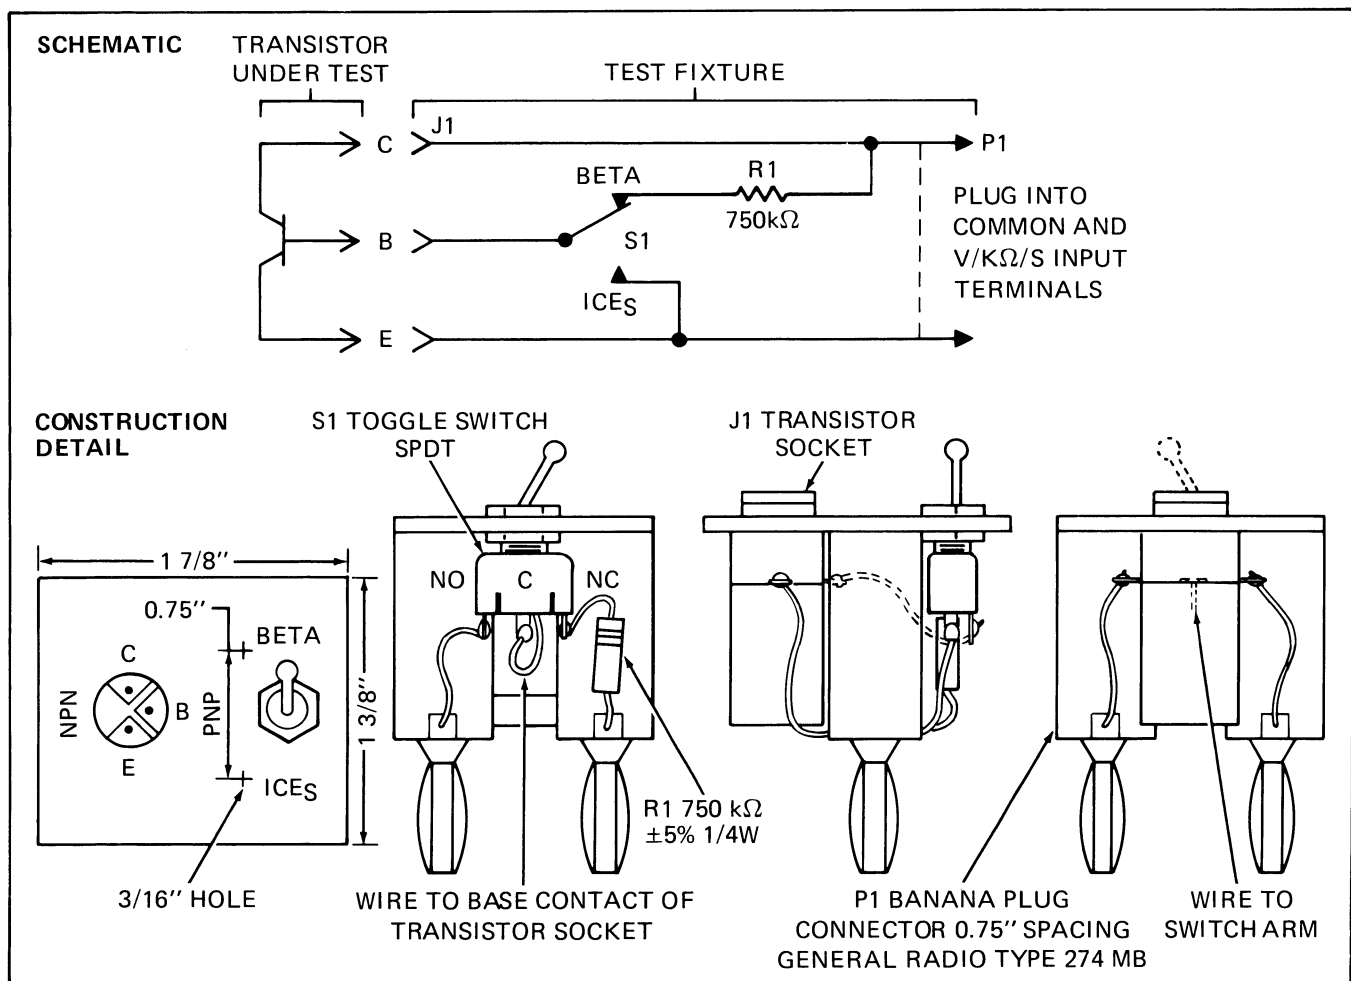 SCHEMATIC
TRANSISTOR
UNDER TEST
TEST FIXTURE
C
J1
P1
BETA
R1
750kΩ
B
S1
ICES
E
PLUG INTO
COMMON AND
V/KΩ/S INPUT
TERMINALS
CONSTRUCTION
DETAIL
S1 TOGGLE SWITCH
SPDT
J1 TRANSISTOR
SOCKET
1 7/8"
0.75"
BETA
C
NPN
B
PNP
E
ICES
1 3/8"
3/16" HOLE
NO
C
NC
R1 750 kΩ
±5% 1/4W
WIRE TO BASE CONTACT OF
TRANSISTOR SOCKET
P1 BANANA PLUG
CONNECTOR 0.75" SPACING
GENERAL RADIO TYPE 274 MB
WIRE TO
SWITCH ARM